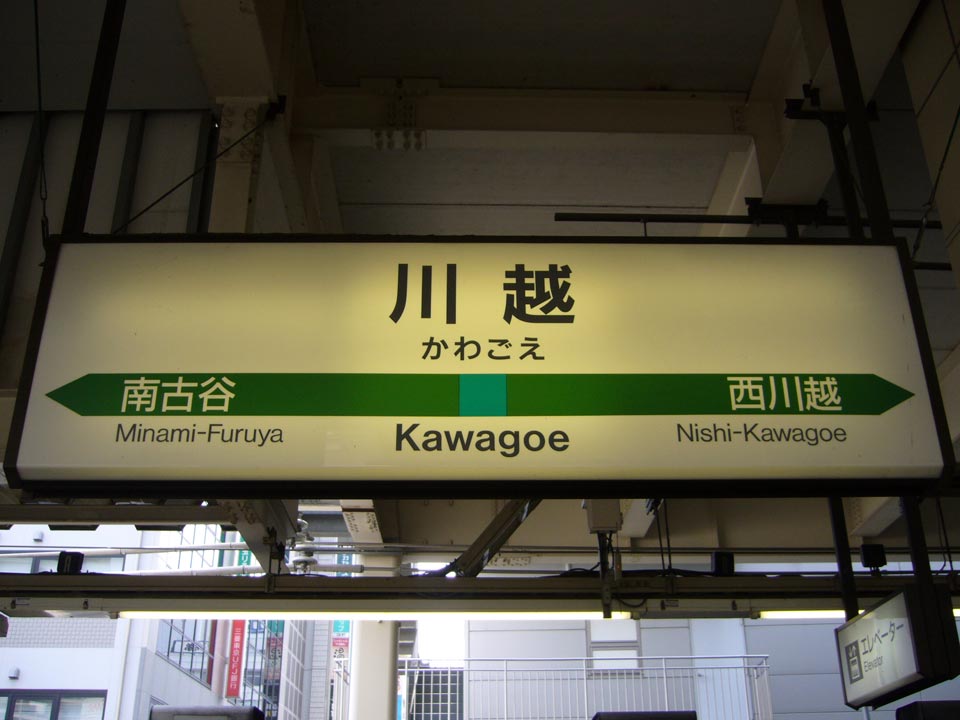 川越
かわごえ
南古谷 西川越
Minami-Furuya Kawagoe Nishi-Kawagoe
エレベーター
Elevator